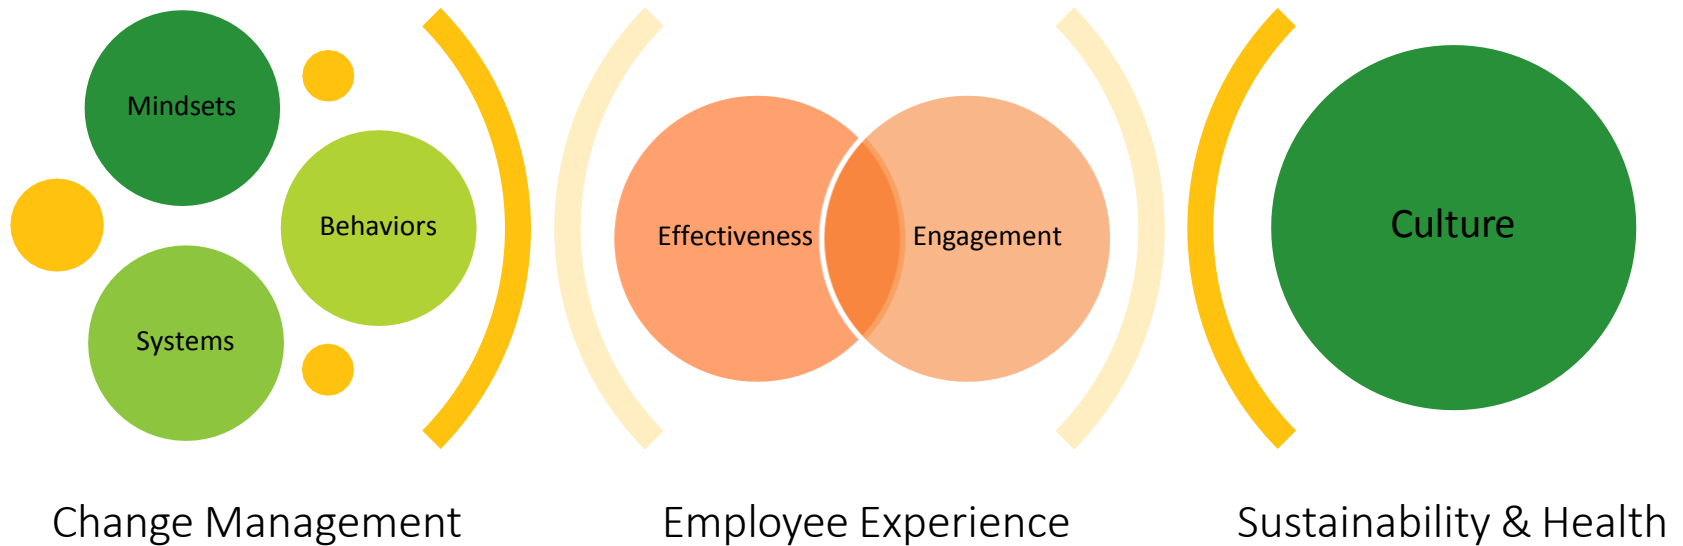 Mindsets
Behaviors
Systems
Effectiveness
Engagement
Culture
Change Management
Employee Experience
Sustainability & Health